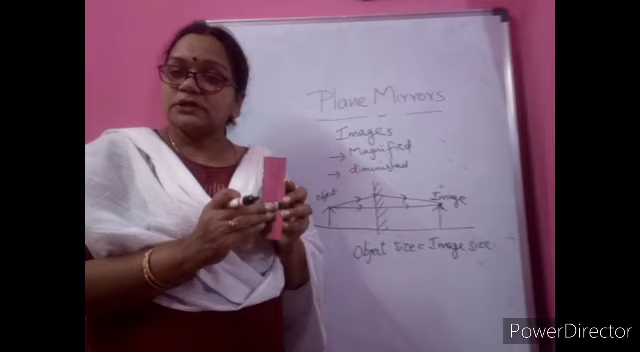 Plane Mirrors
Images
→ Magnified
→ diminished
Object Image
Object size = Image size.
PowerDirector